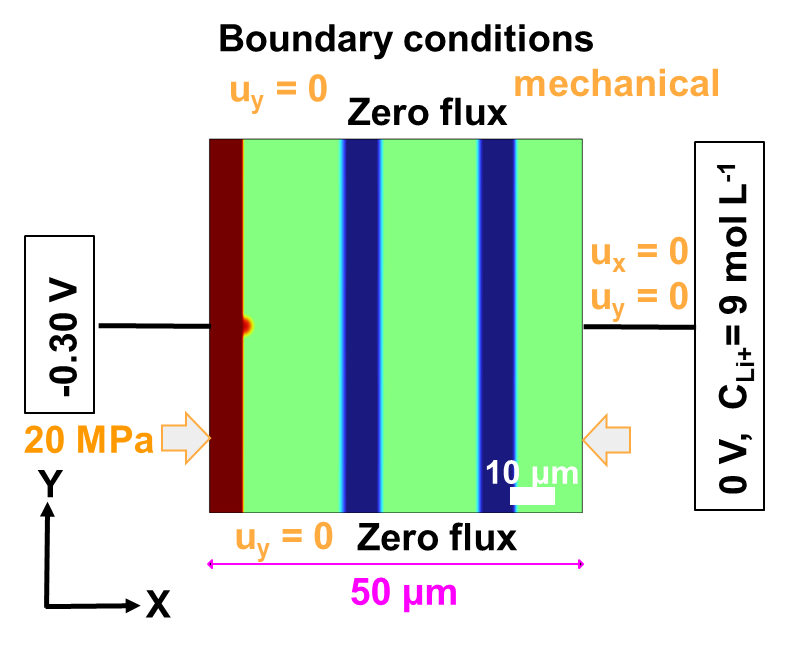 Boundary conditions
u_y = 0
mechanical
Zero flux
-0.30 V
u_x = 0
u_y = 0
0 V, C_Li+= 9 mol L⁻¹
20 MPa
10 μm
Y
u_y = 0
Zero flux
50 μm
X